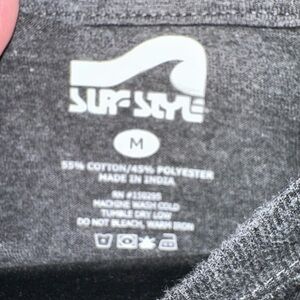 SURF STYLE
M
55% COTTON/45% POLYESTER
MADE IN INDIA
MACHINE WASH COLD
TUMBLE DRY LOW
DO NOT BLEACH, WARM IRON